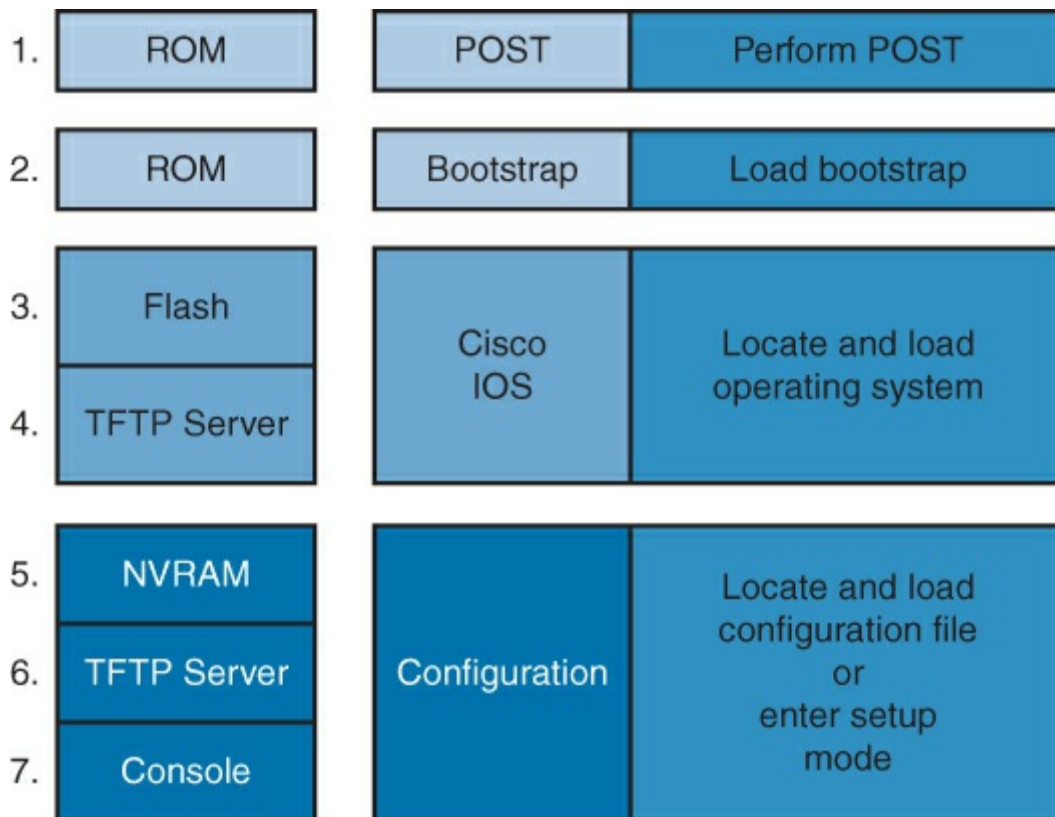 1. ROM POST Perform POST
2. ROM Bootstrap Load bootstrap
3. Flash
4. TFTP Server
Cisco
IOS
Locate and load
operating system
5. NVRAM
6. TFTP Server
7. Console
Configuration
Locate and load
configuration file
or
enter setup
mode